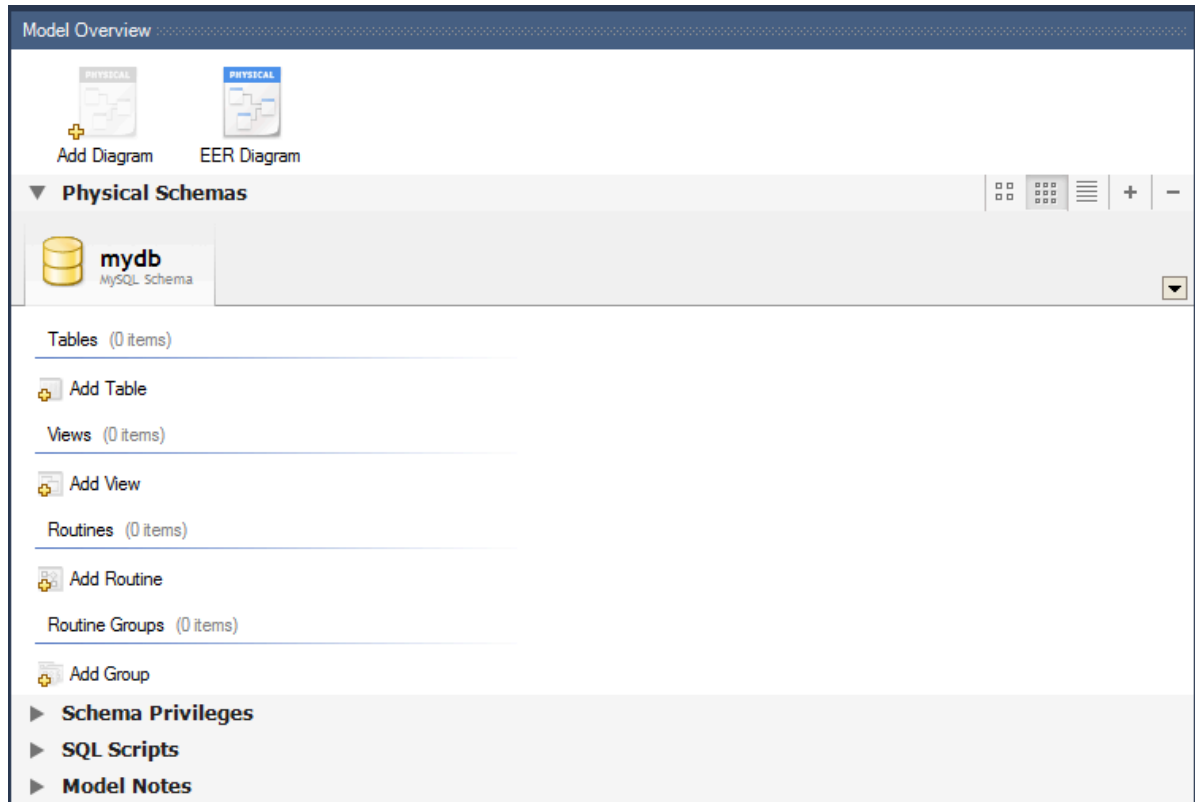 Model Overview
PHYSICAL PHYSICAL
Add Diagram EER Diagram
Physical Schemas
mydb
MySQL Schema
Tables (0 items)
Add Table
Views (0 items)
Add View
Routines (0 items)
Add Routine
Routine Groups (0 items)
Add Group
Schema Privileges
SQL Scripts
Model Notes